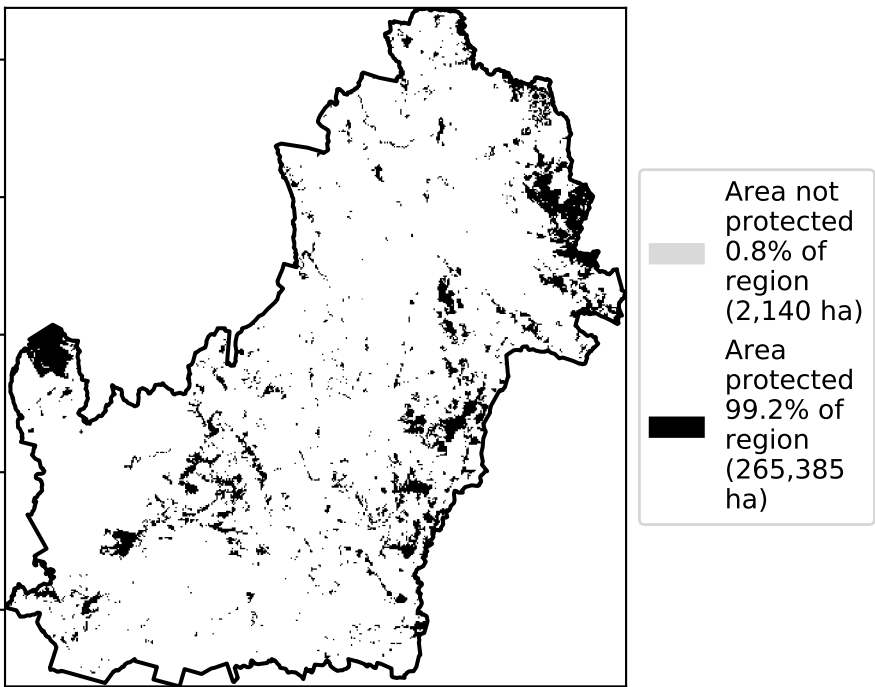 Area not
protected
0.8% of
region
(2,140 ha)
Area
protected
99.2% of
region
(265,385
ha)